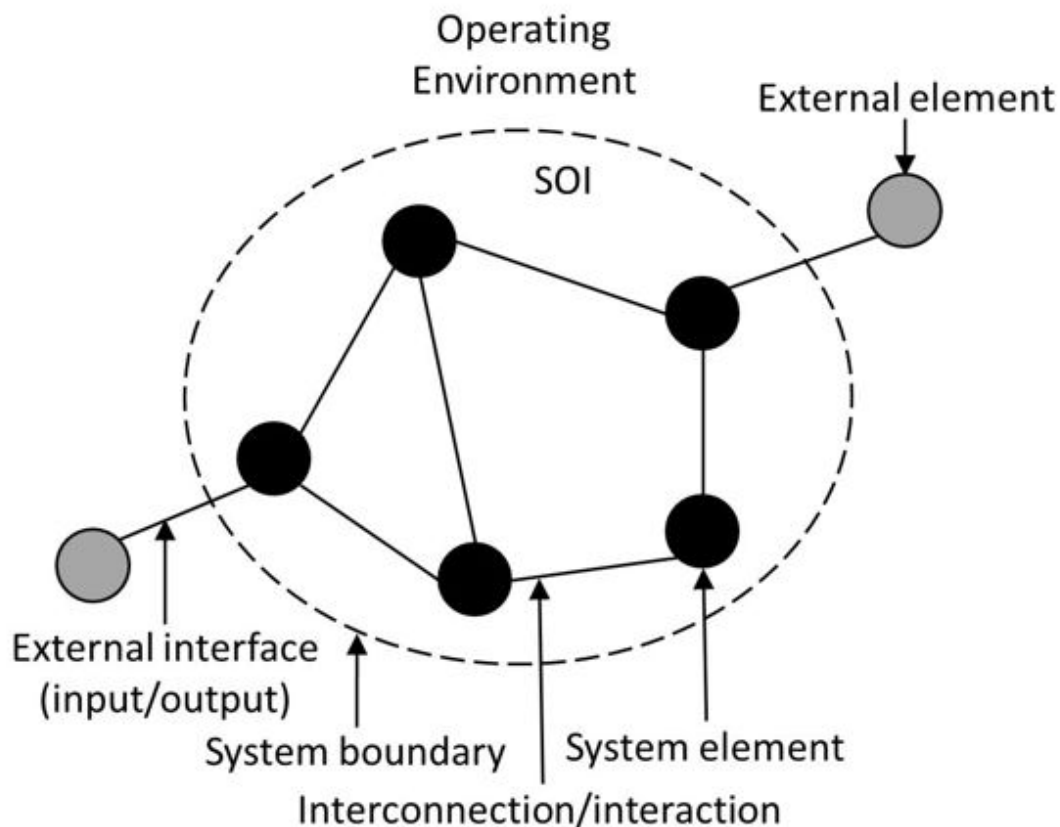 Operating
Environment
External element
SOI
External interface
(input/output)
System boundary
System element
Interconnection/interaction